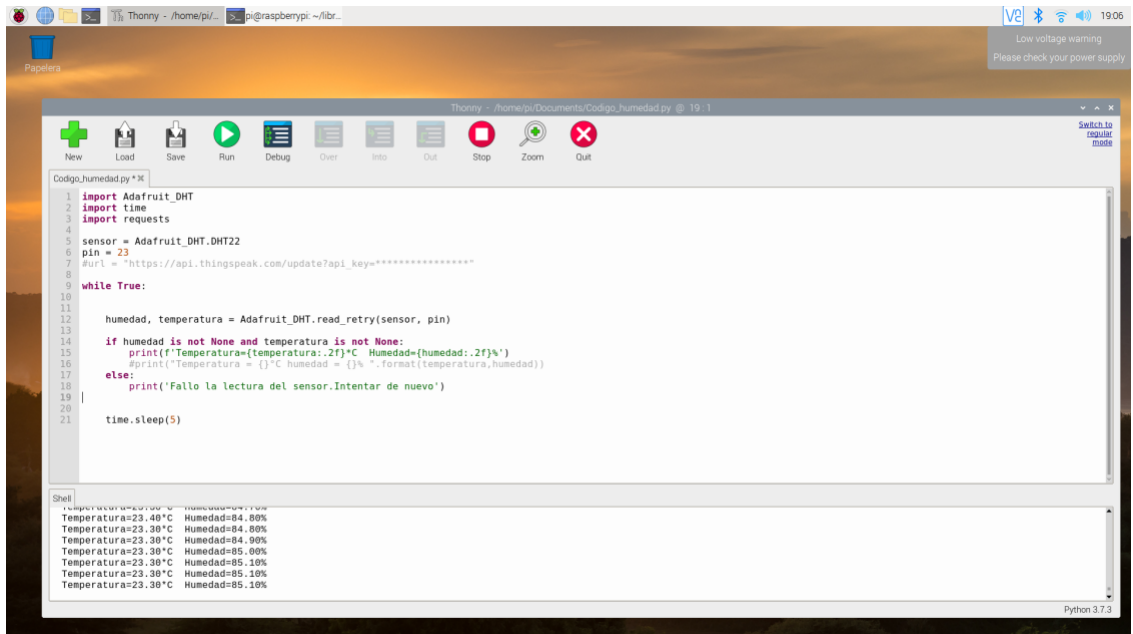 Thonny - /home/pi/... pi@raspberrypi: ~/libr... 19:06
Low voltage warning
Please check your power supply
Papelera
Thonny - /home/pi/Documents/Codigo_humedad.py @ 19 : 1
New Load Save Run Debug Over Into Out Stop Zoom Quit
Switch to
regular
mode
Codigo_humedad.py *
1 import Adafruit_DHT
2 import time
3 import requests
4
5 sensor = Adafruit_DHT.DHT22
6 pin = 23
7 #url = "https://api.thingspeak.com/update?api_key=****************"
8
9 while True:
10
11
12 humedad, temperatura = Adafruit_DHT.read_retry(sensor, pin)
13
14 if humedad is not None and temperatura is not None:
15 print(f'Temperatura={temperatura:.2f}*C  Humedad={humedad:.2f}%')
16 #print("Temperatura = {}°C humedad = {}% ".format(temperatura,humedad))
17 else:
18 print('Fallo la lectura del sensor.Intentar de nuevo')
19
20
21 time.sleep(5)
Shell
Temperatura=23.40*C  Humedad=84.80%
Temperatura=23.30*C  Humedad=84.80%
Temperatura=23.30*C  Humedad=84.90%
Temperatura=23.30*C  Humedad=85.00%
Temperatura=23.30*C  Humedad=85.10%
Temperatura=23.30*C  Humedad=85.10%
Temperatura=23.30*C  Humedad=85.10%
Python 3.7.3